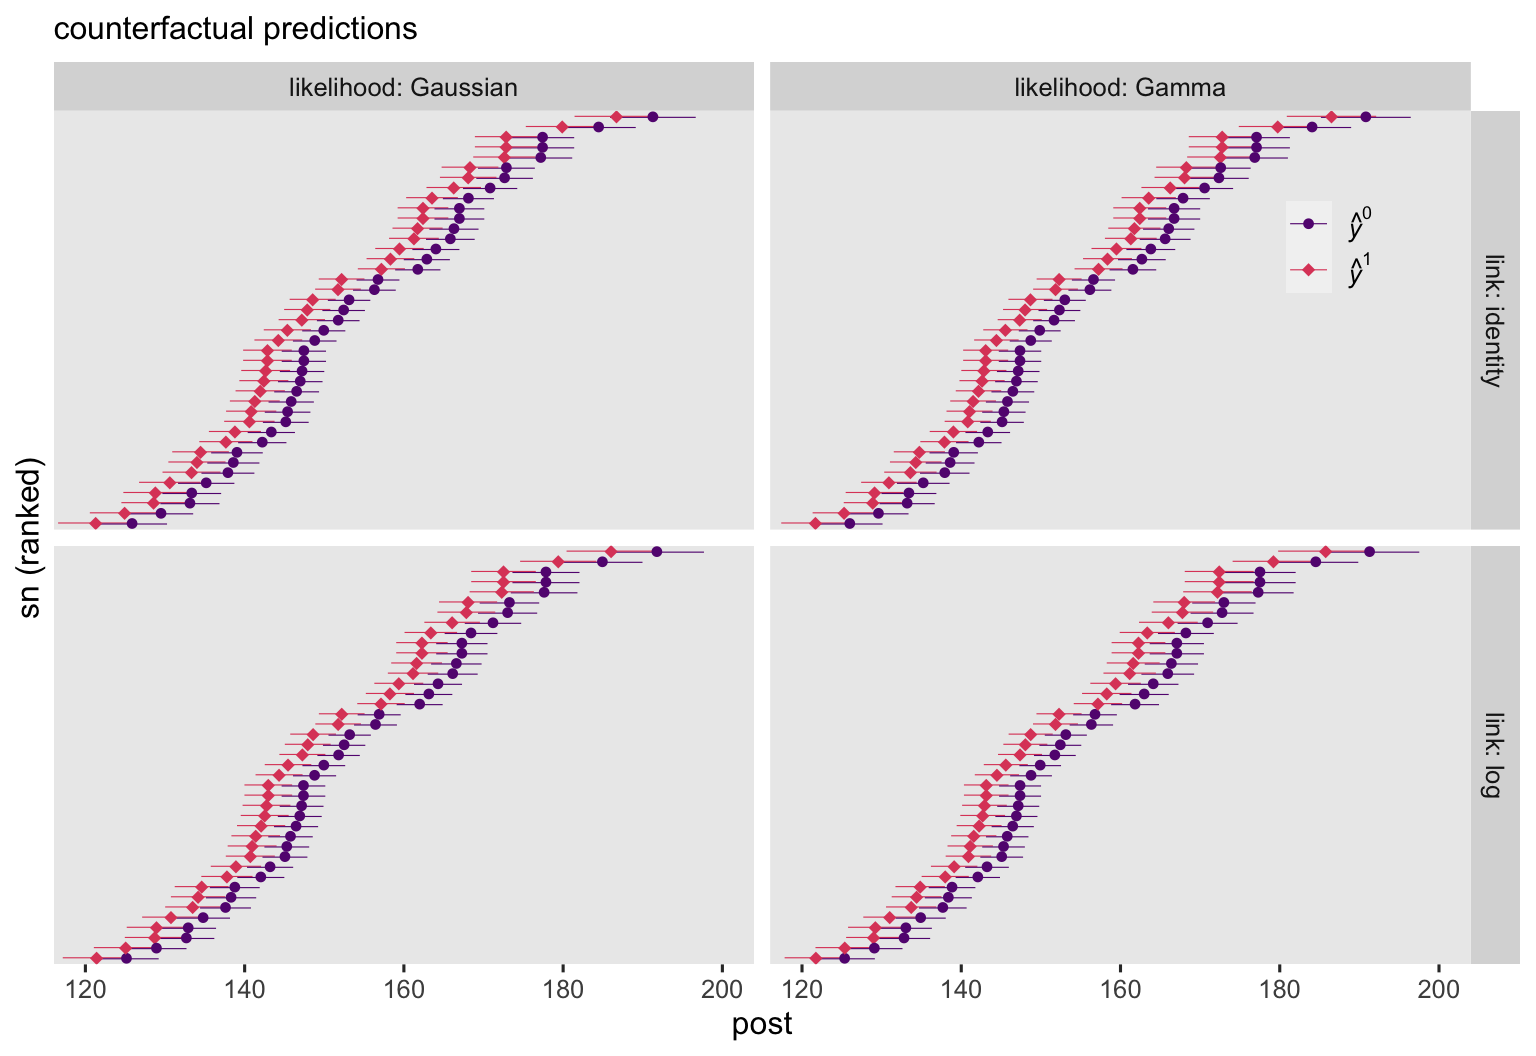 counterfactual predictions
likelihood: Gaussian
likelihood: Gamma
ŷ⁰
ŷ¹
link: identity
link: log
sn (ranked)
120 140 160 180 200
120 140 160 180 200
post